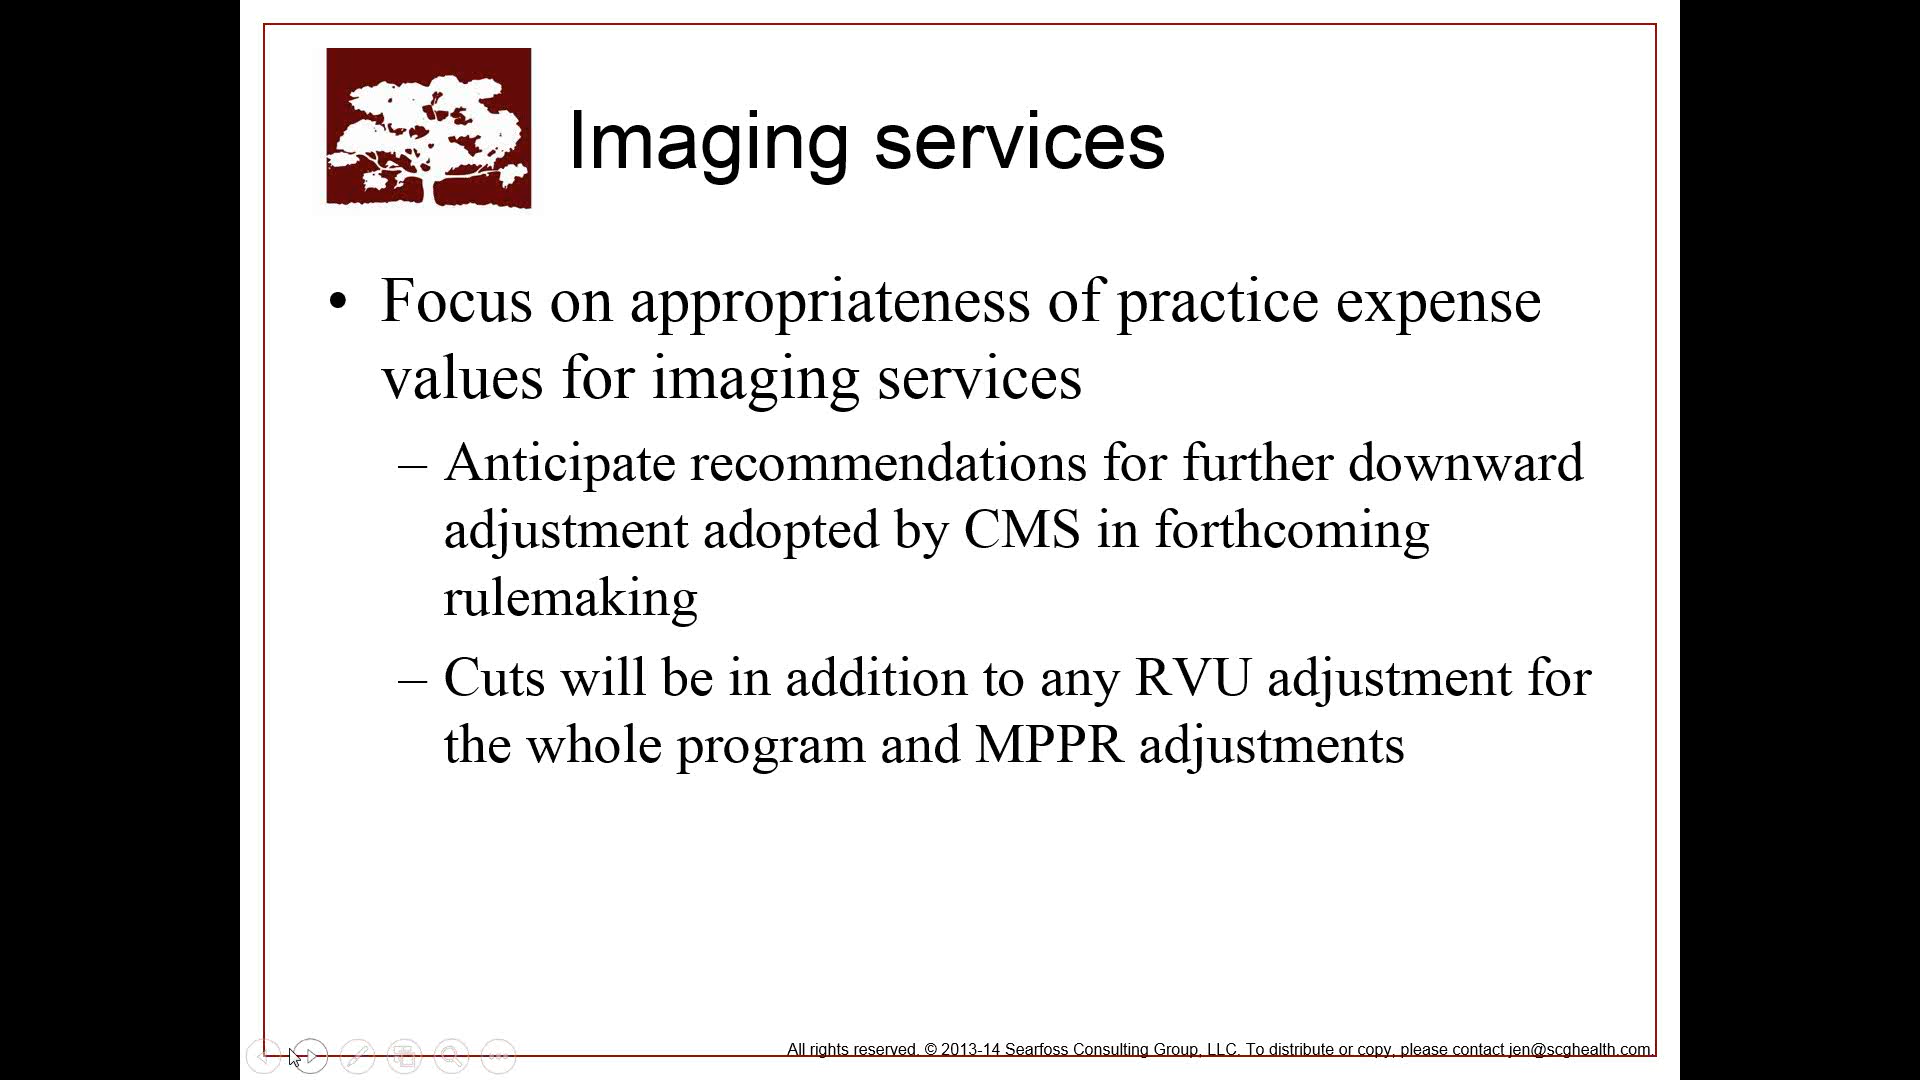 Imaging services
• Focus on appropriateness of practice expense
values for imaging services
– Anticipate recommendations for further downward
adjustment adopted by CMS in forthcoming
rulemaking
– Cuts will be in addition to any RVU adjustment for
the whole program and MPPR adjustments
All rights reserved. © 2013-14 Searfoss Consulting Group, LLC. To distribute or copy, please contact jen@scghealth.com.